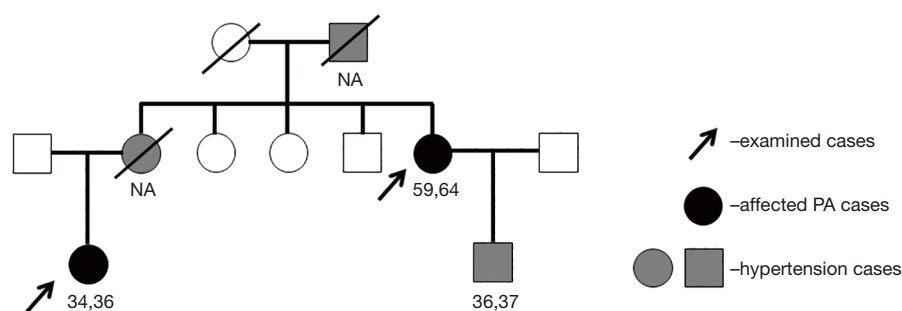 NA
–examined cases
NA
59,64
–affected PA cases
–hypertension cases
34,36
36,37